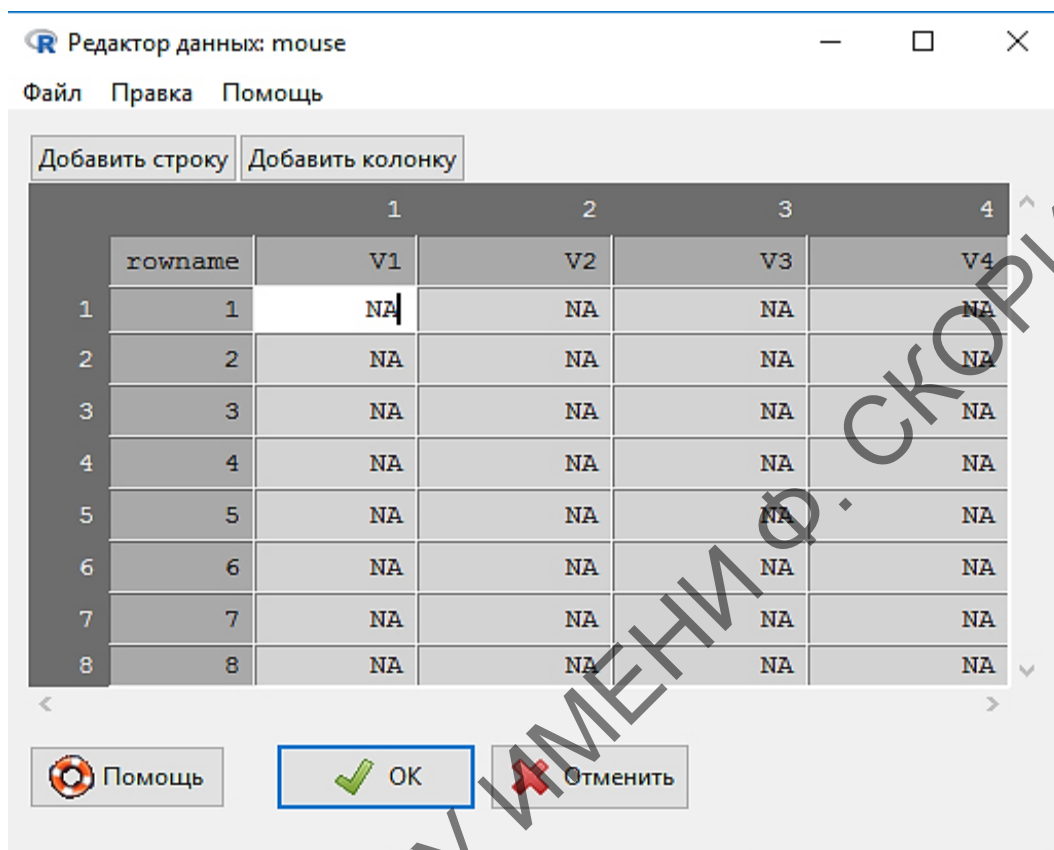 Редактор данных: mouse
Файл Правка Помощь
Добавить строку Добавить колонку
1 2 3 4
rowname V1 V2 V3 V4
1 1 NA NA NA NA
2 2 NA NA NA NA
3 3 NA NA NA NA
4 4 NA NA NA NA
5 5 NA NA NA NA
6 6 NA NA NA NA
7 7 NA NA NA NA
8 8 NA NA NA NA
Помощь OK Отменить
ИМЕНИ Ф.